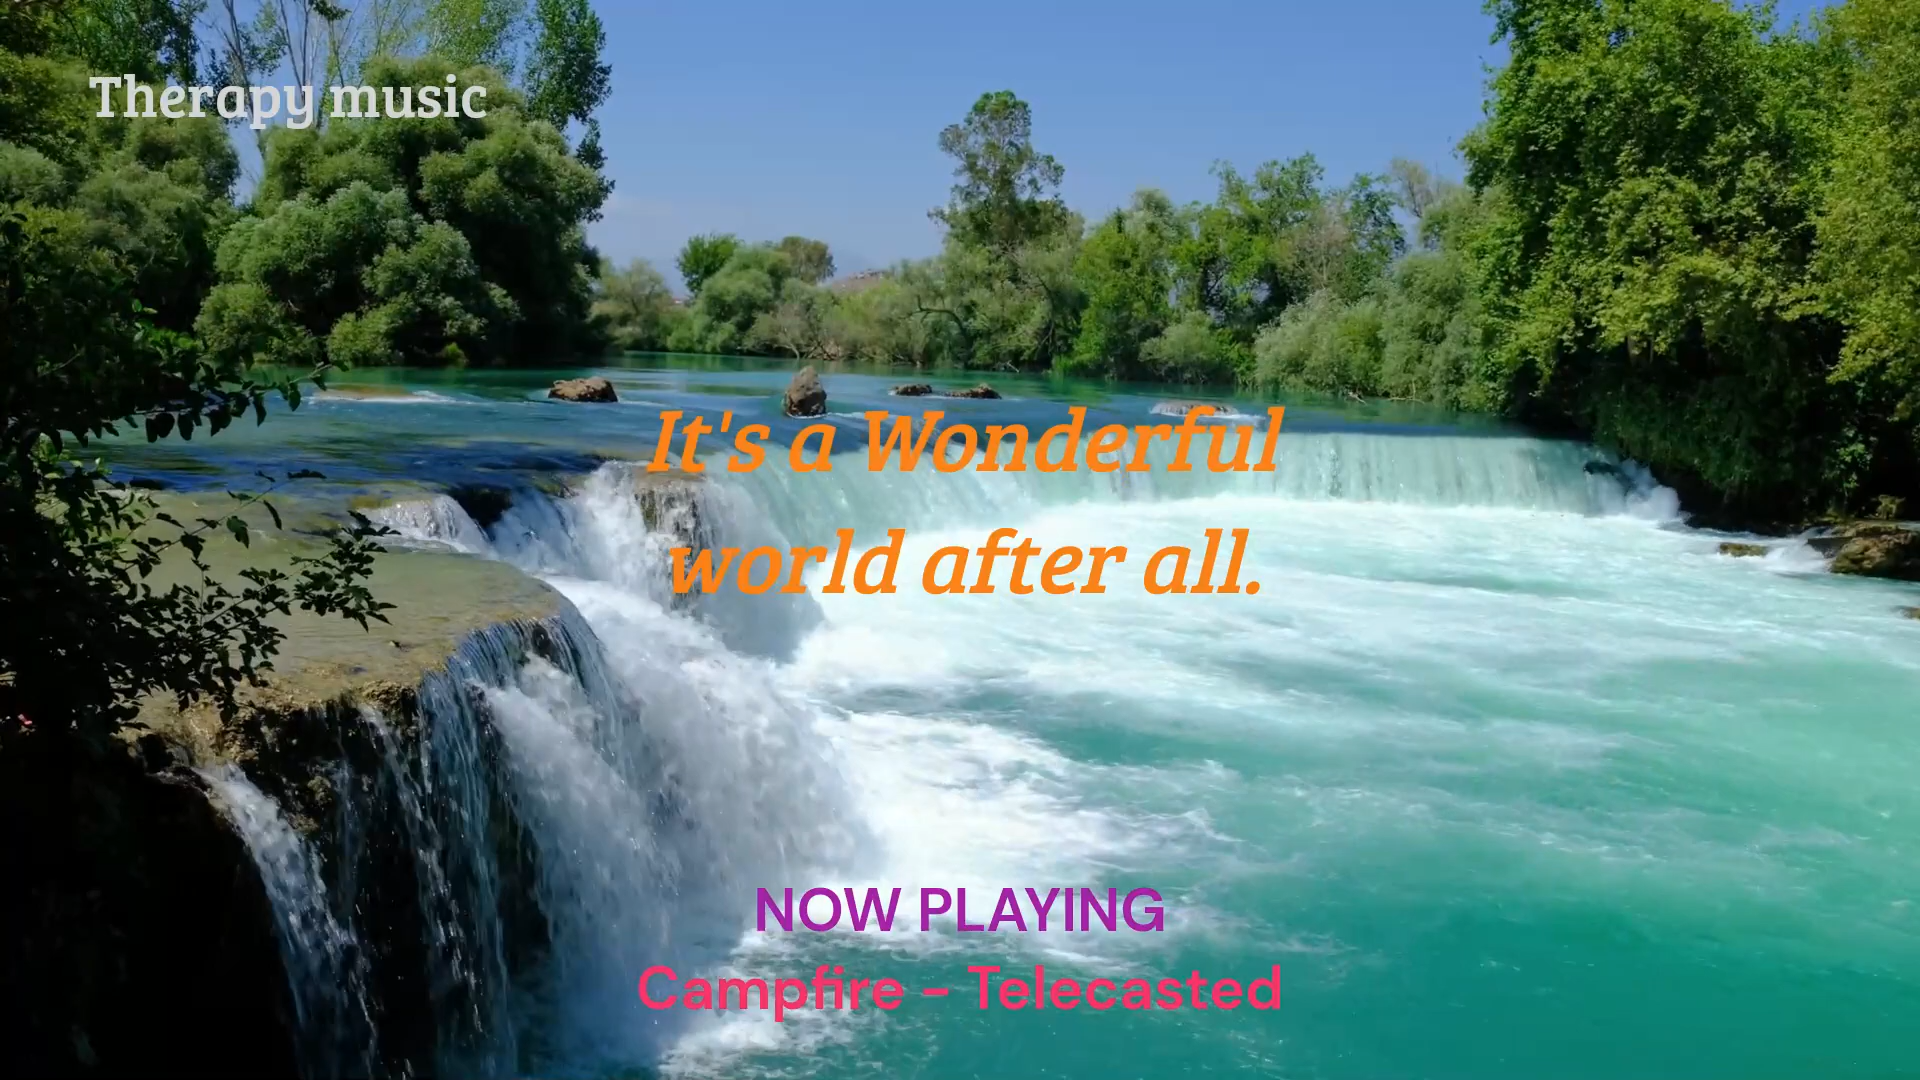 Therapy music
It's a Wonderful
world after all.
NOW PLAYING
Campfire - Telecasted